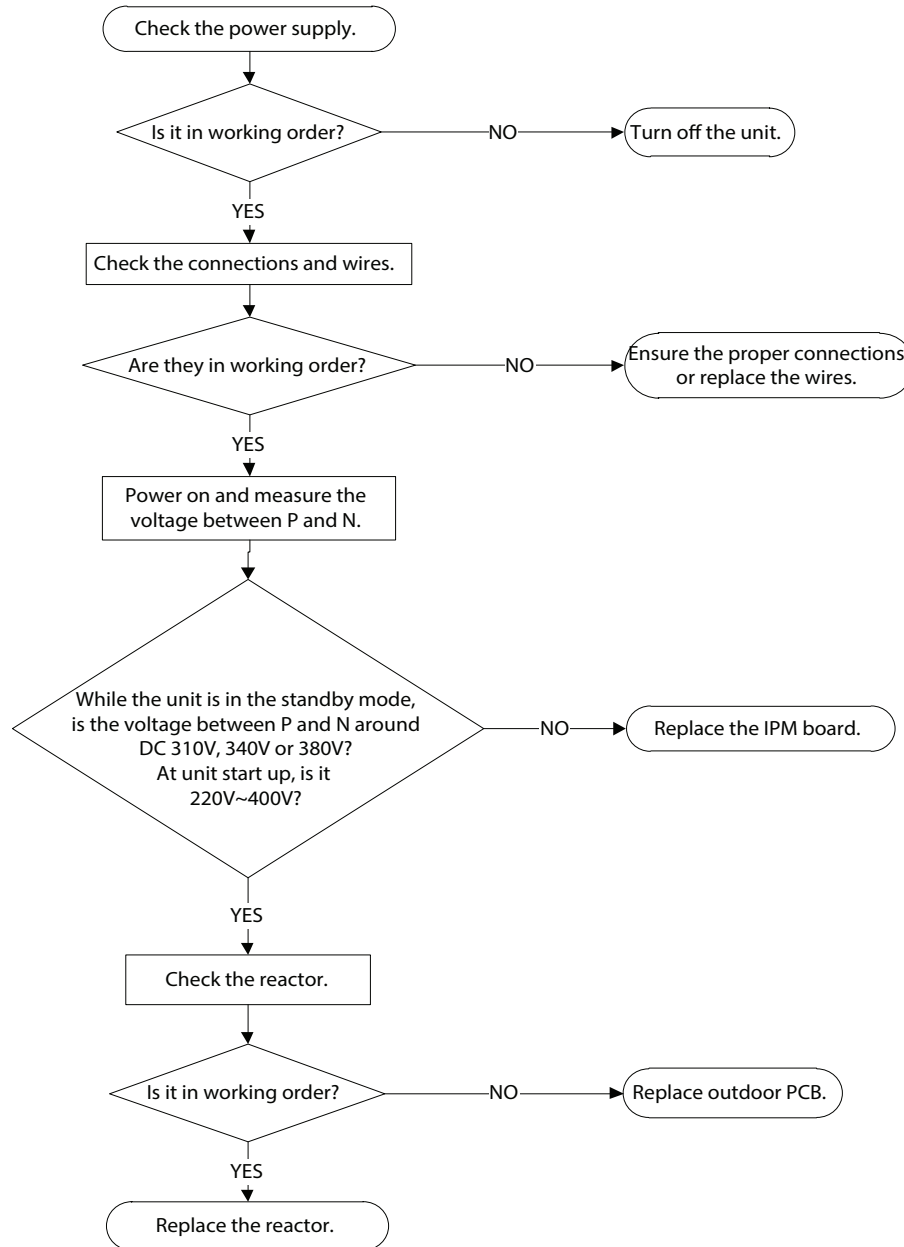 Check the power supply.
Is it in working order?
NO
Turn off the unit.
YES
Check the connections and wires.
Are they in working order?
NO
Ensure the proper connections
or replace the wires.
YES
Power on and measure the
voltage between P and N.
While the unit is in the standby mode,
is the voltage between P and N around
DC 310V, 340V or 380V?
At unit start up, is it
220V~400V?
NO
Replace the IPM board.
YES
Check the reactor.
Is it in working order?
NO
Replace outdoor PCB.
YES
Replace the reactor.